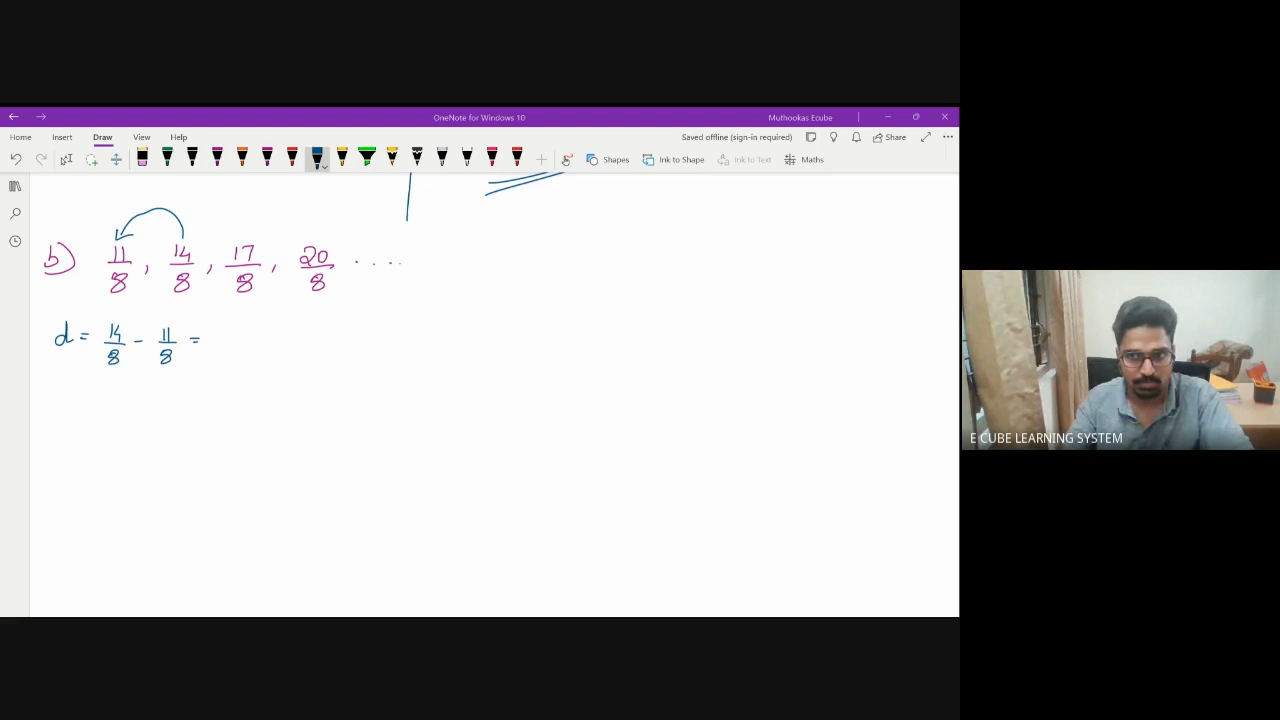 OneNote for Windows 10
Muthookas Ecube
Home Insert Draw View Help
Saved offline (sign-in required) Share
Shapes Ink to Shape Ink to Text Maths
b) 11/8, 14/8, 17/8, 20/8 .....
d = 14/8 - 11/8 =
E CUBE LEARNING SYSTEM